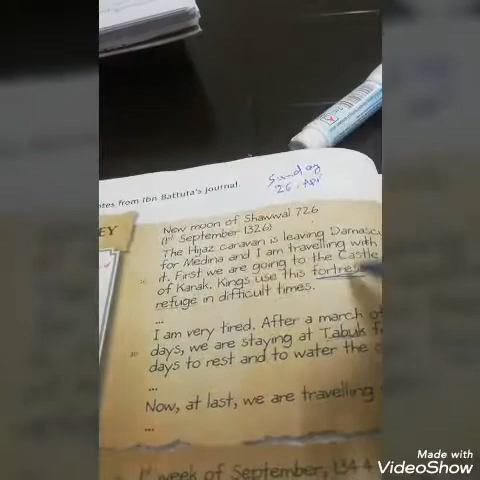 Sunday
26. Apr
otes from Ibn Battuta's journal.
EY
New moon of Shawwal 726
(1st September 1326)
The Hijaz caravan is leaving Damascu
for Medina and I am travelling with
it. First we are going to the Castle
of Karak. Kings use this fortres
refuge in difficult times.
...
I am very tired. After a march of
days, we are staying at Tabuk f
days to rest and to water the c
...
Now, at last, we are travelling
...
1st week of September, 1344
Made with
VideoShow